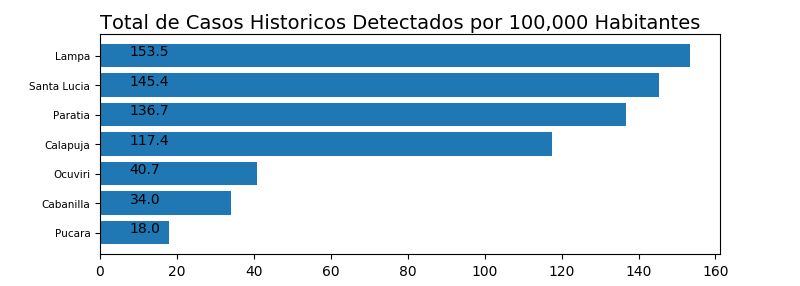 Total de Casos Historicos Detectados por 100,000 Habitantes
Lampa 153.5
Santa Lucia 145.4
Paratia 136.7
Calapuja 117.4
Ocuviri 40.7
Cabanilla 34.0
Pucara 18.0
0 20 40 60 80 100 120 140 160